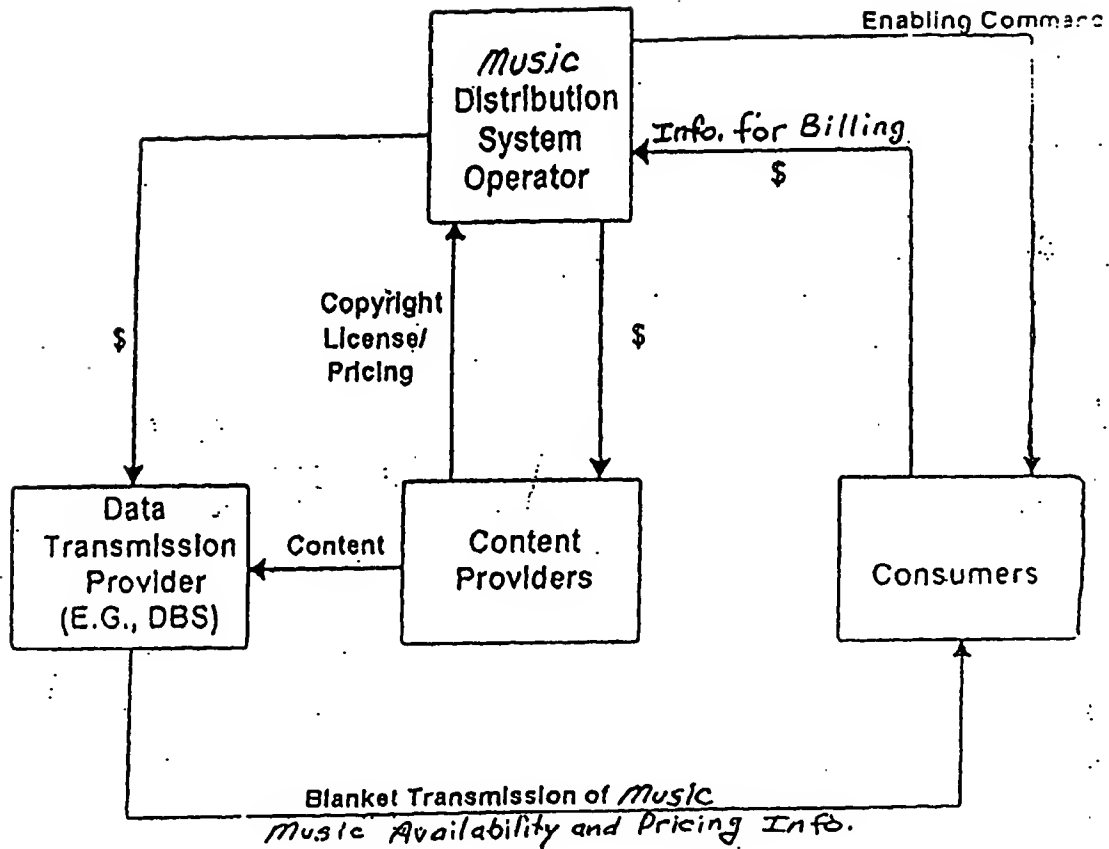 Enabling Commanc
Music
Distribution
System
Operator
Info. for Billing
$
Copyright
License/
Pricing
$
$
Data
Transmission
Provider
(E.G., DBS)
Content
Content
Providers
Consumers
Blanket Transmission of Music
Music Availability and Pricing Info.